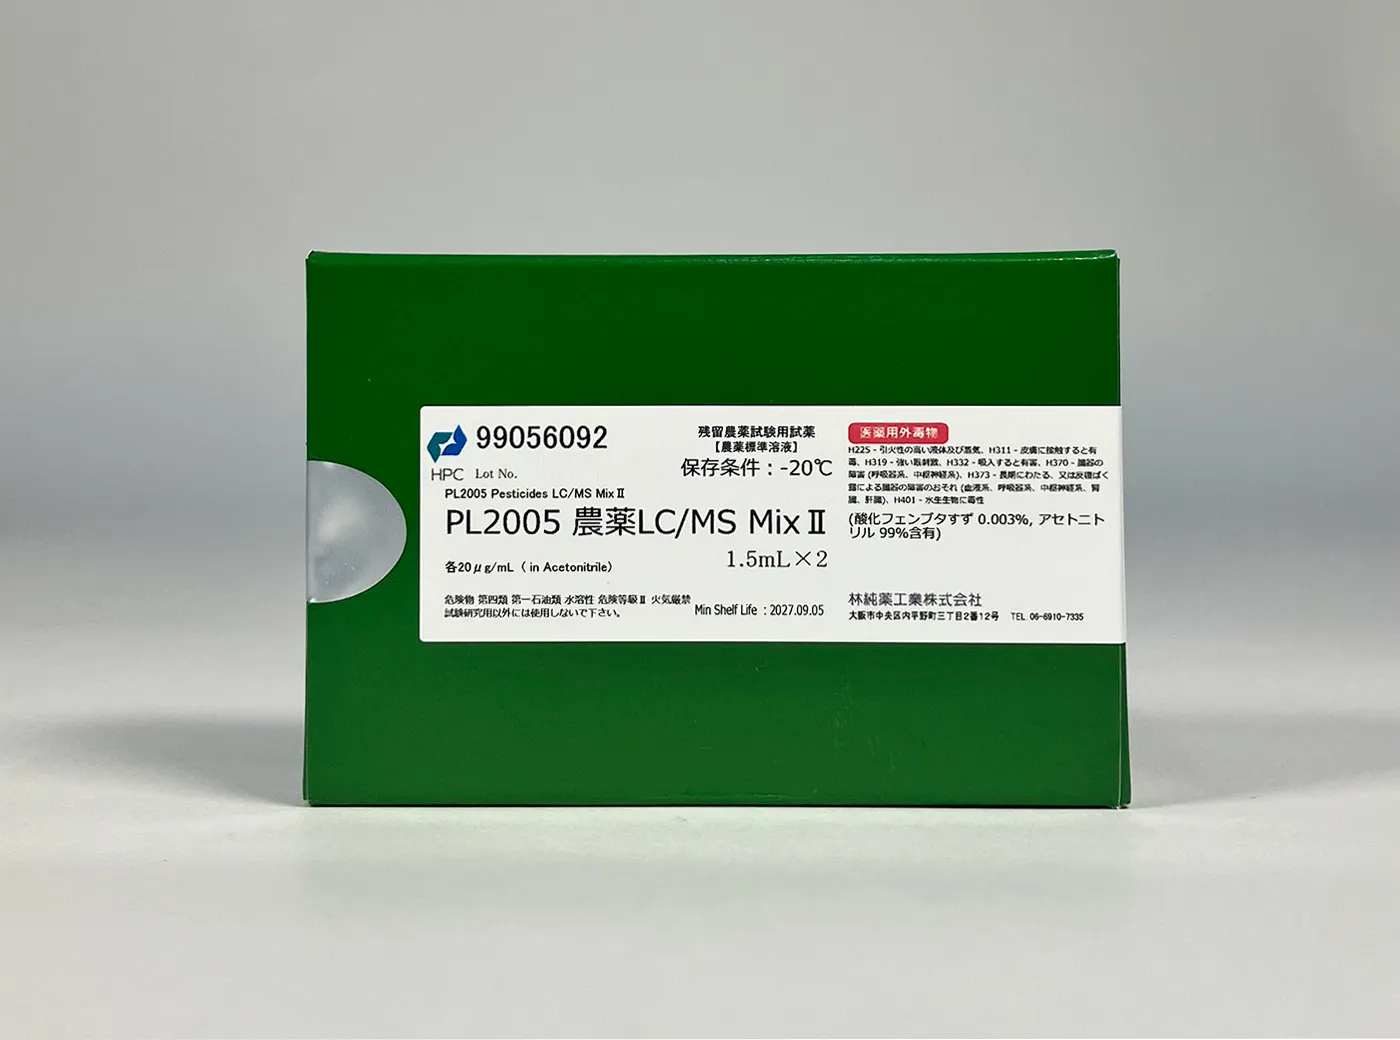 99056092
HPC Lot No.
残留農薬試験用試薬
【農薬標準溶液】
保存条件：-20℃
PL2005 Pesticides LC/MS MixⅡ
PL2005 農薬LC/MS MixⅡ
1.5mL×2
各20μg/mL ( in Acetonitrile)
危険物 第四類 第一石油類 水溶性 危険等級Ⅱ 火気厳禁
試験研究用以外には使用しないで下さい。
Min Shelf Life ：2027.09.05
医薬用外毒物
H225 - 引火性の高い液体及び蒸気、H311 - 皮膚に接触すると有
毒、H319 - 強い眼刺激、H332 - 吸入すると有害、H370 - 臓器の
障害 (呼吸器系、中枢神経系)、H373 - 長期にわたる、又は反復ばく
露による臓器の障害のおそれ (血液系、呼吸器系、中枢神経系、腎
臓、肝臓)、H401 - 水生生物に毒性
(酸化フェンブタすず 0.003%, アセトニト
リル 99%含有)
林純薬工業株式会社
大阪市中央区内平野町三丁目2番12号 TEL 06-6910-7335